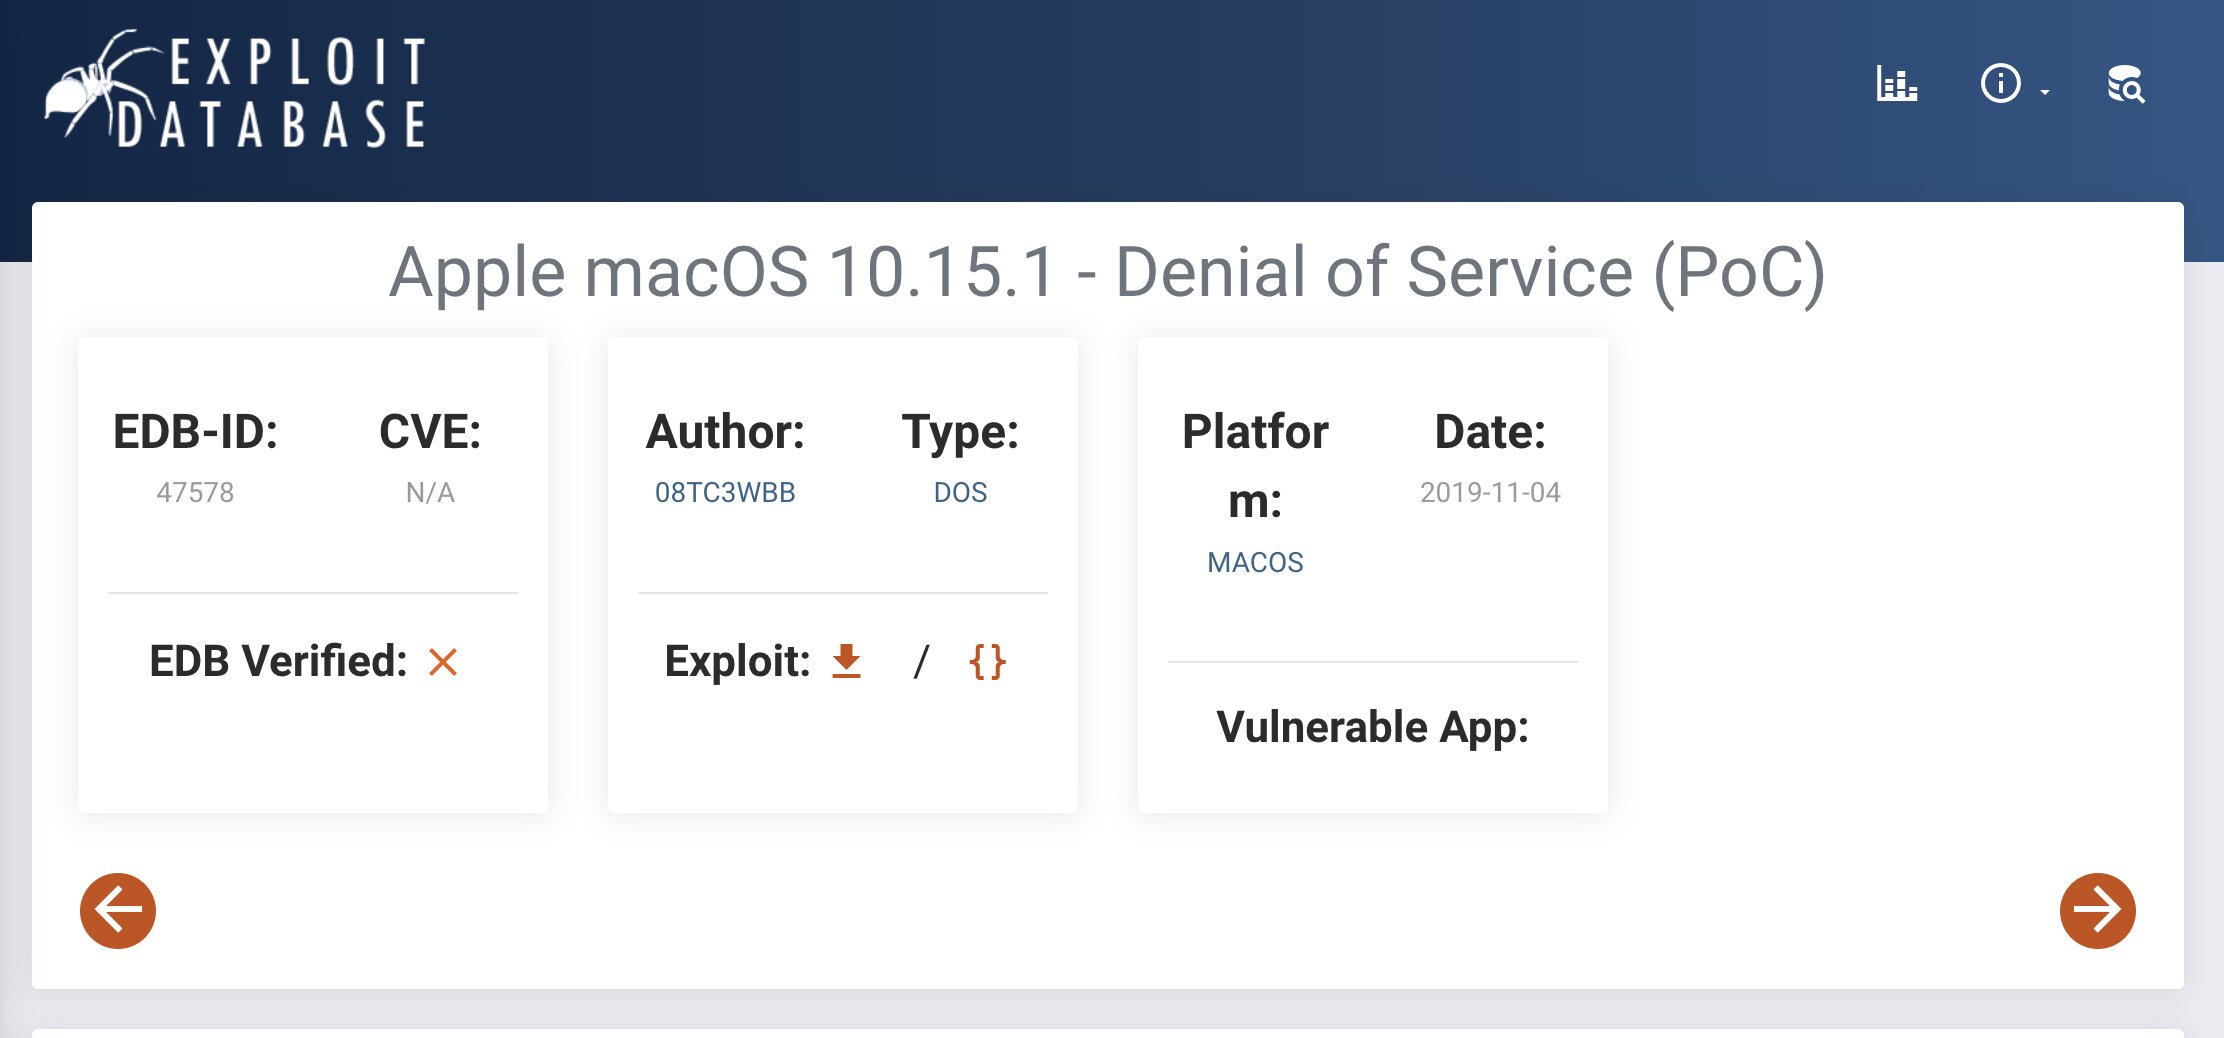 EXPLOIT
DATABASE
Apple macOS 10.15.1 - Denial of Service (PoC)
EDB-ID:
47578
CVE:
N/A
EDB Verified:
Author:
08TC3WBB
Type:
DOS
Exploit: / {}
Platfor
m:
MACOS
Date:
2019-11-04
Vulnerable App: